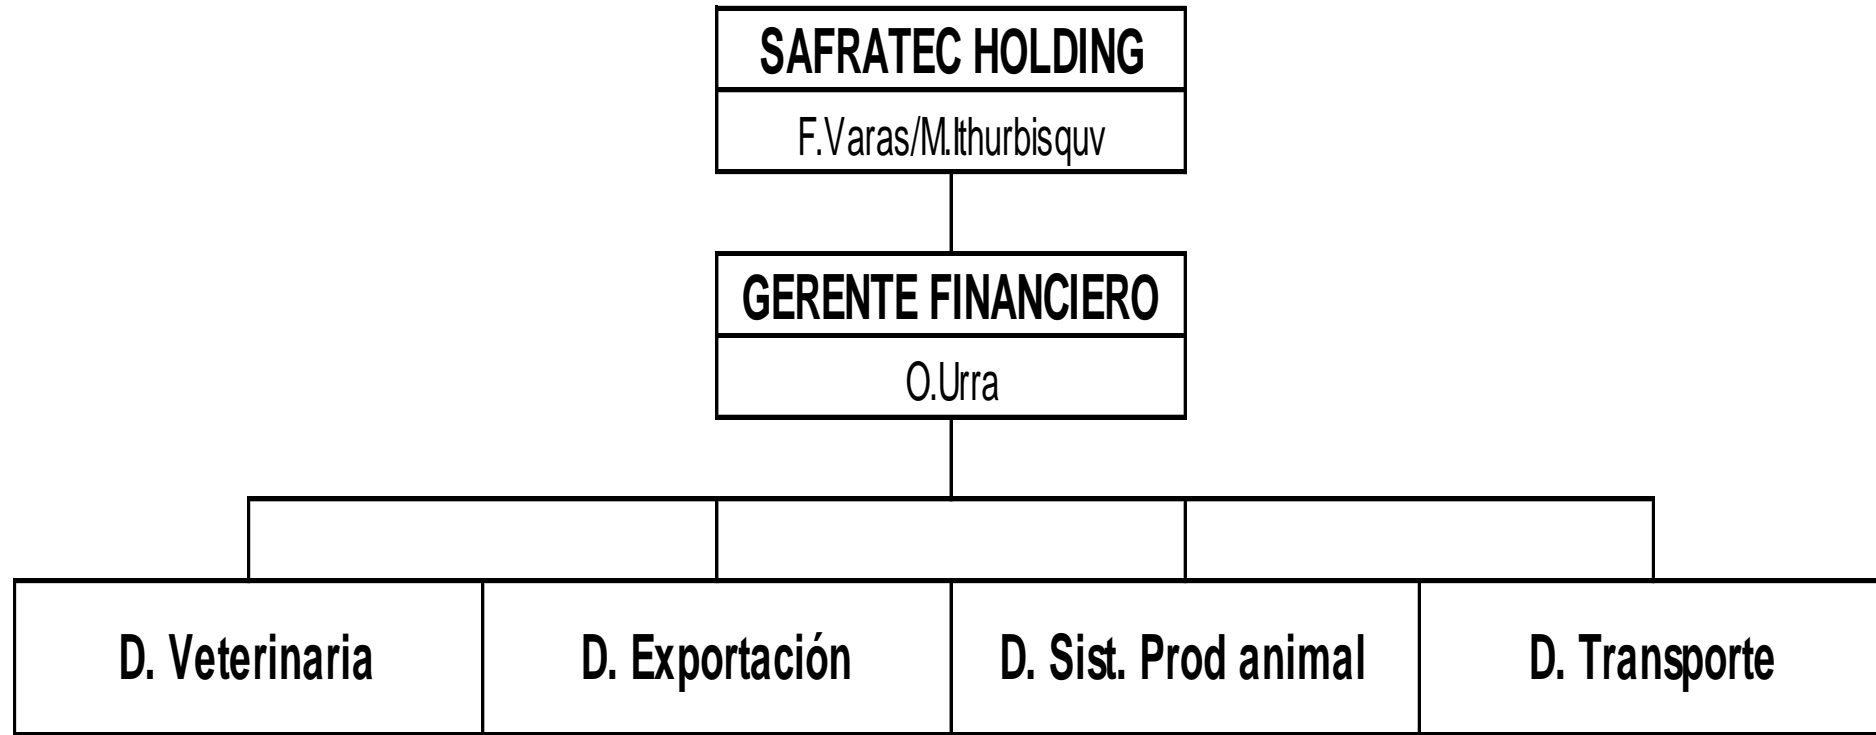 SAFRATEC HOLDING
F.Varas/M.Ithurbisquv
GERENTE FINANCIERO
O.Urra
D. Veterinaria
D. Exportación
D. Sist. Prod animal
D. Transporte